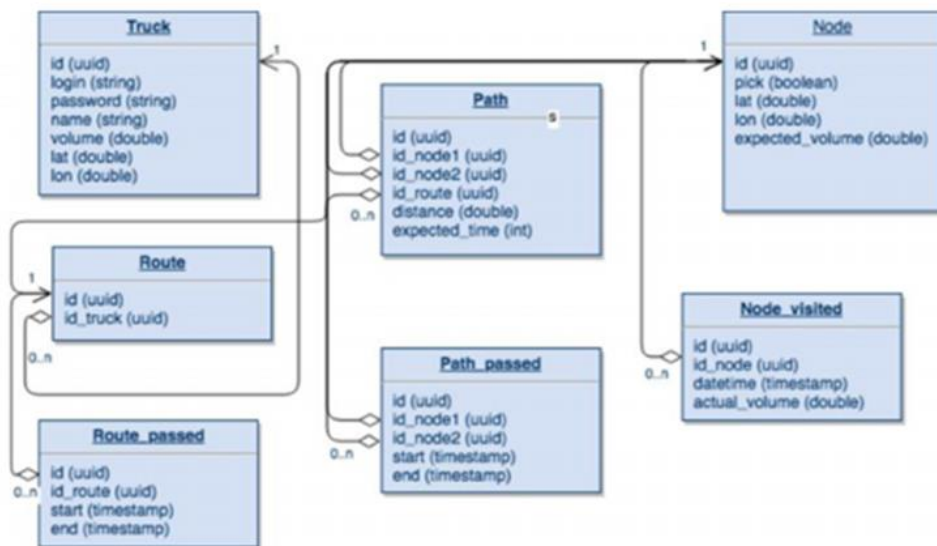 Truck
id (uuid)
login (string)
password (string)
name (string)
volume (double)
lat (double)
lon (double)
1
1
Node
id (uuid)
pick (boolean)
lat (double)
lon (double)
expected_volume (double)
Path
s
id (uuid)
id_node1 (uuid)
id_node2 (uuid)
id_route (uuid)
distance (double)
expected_time (int)
0..n
1
Route
id (uuid)
id_truck (uuid)
0..n
Node_visited
id (uuid)
id_node (uuid)
datetime (timestamp)
actual_volume (double)
0..n
Path_passed
id (uuid)
id_node1 (uuid)
id_node2 (uuid)
start (timestamp)
end (timestamp)
0..n
Route_passed
id (uuid)
id_route (uuid)
start (timestamp)
end (timestamp)
0..n